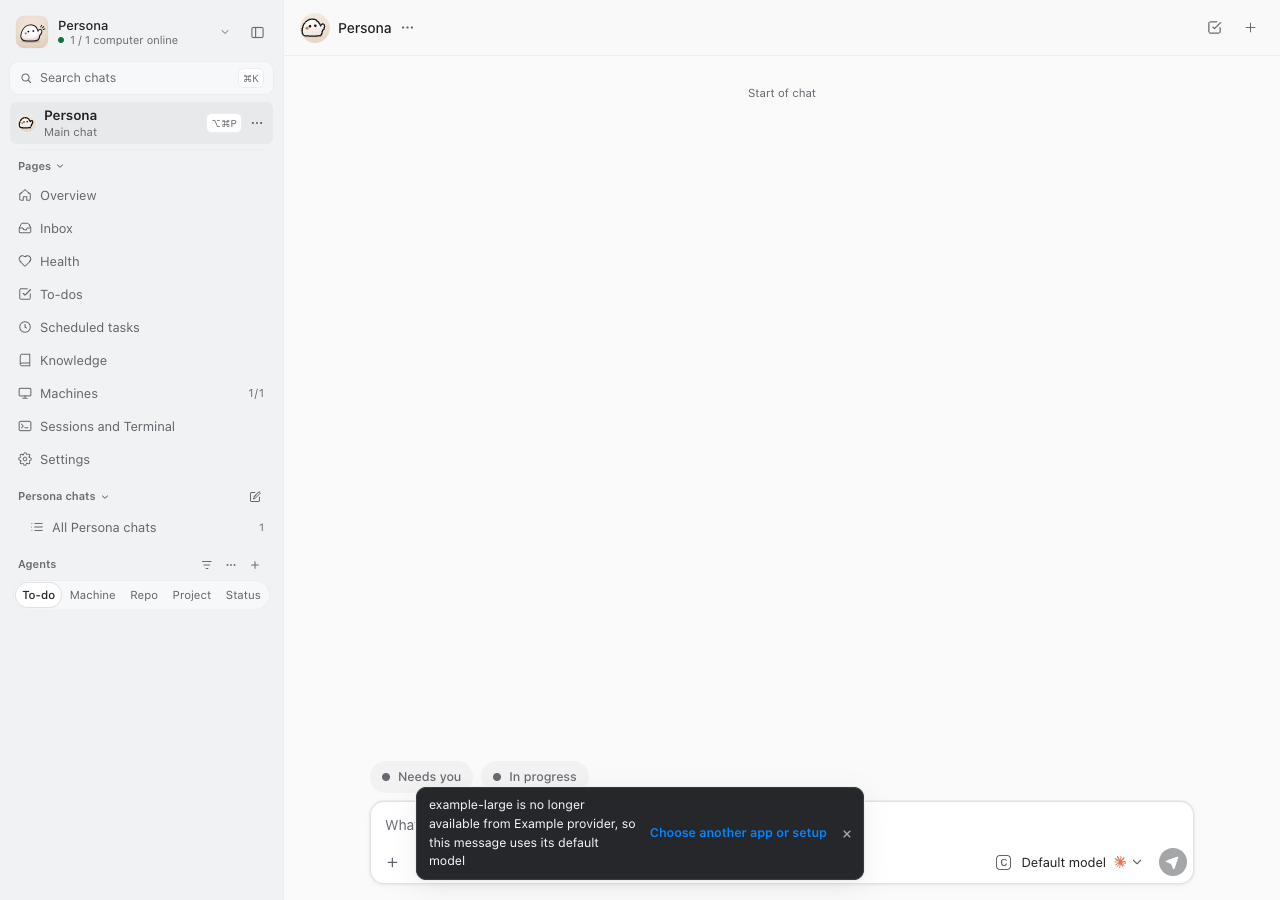 Persona
1 / 1 computer online
Search chats
⌘K
Persona
⌥⌘P
Main chat
Pages
Overview
Inbox
Health
To-dos
Scheduled tasks
Knowledge
Machines
1/1
Sessions and Terminal
Settings
Persona chats
All Persona chats
1
Agents
To-do
Machine
Repo
Project
Status
Persona
Start of chat
Needs you
In progress
example-large is no longer
available from Example provider, so
this message uses its default
model
Choose another app or setup
C
Default model